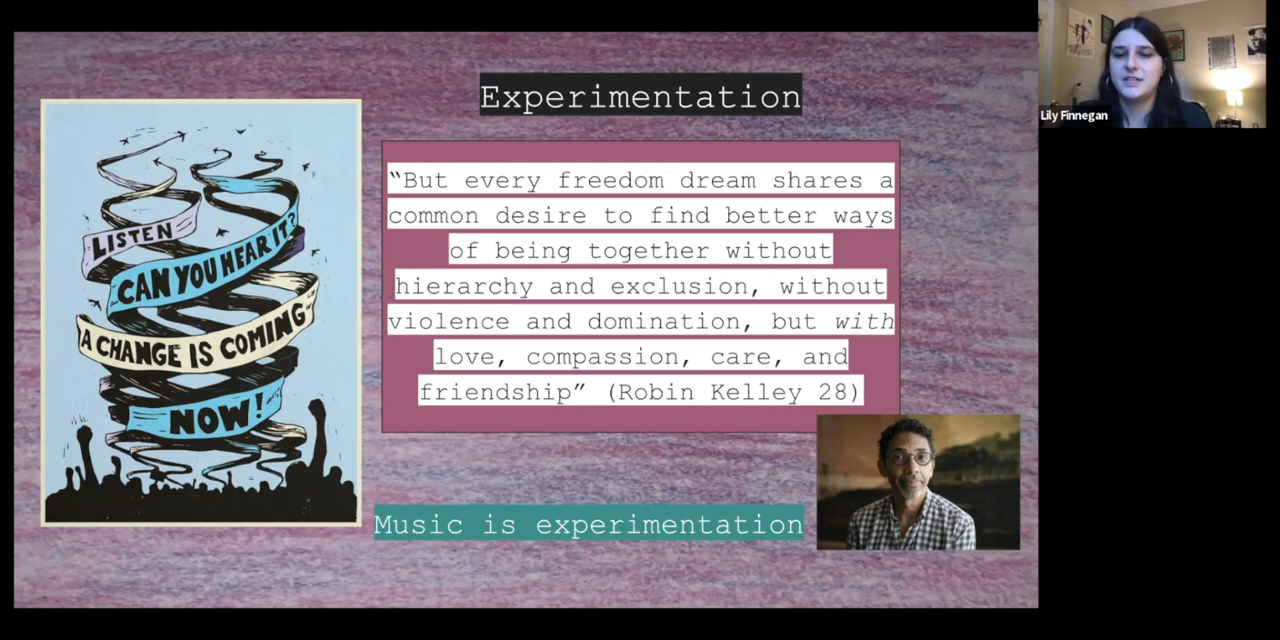 Experimentation
LISTEN
CAN YOU HEAR IT?
A CHANGE IS COMING
NOW!
“But every freedom dream shares a
common desire to find better ways
of being together without
hierarchy and exclusion, without
violence and domination, but with
love, compassion, care, and
friendship” (Robin Kelley 28)
Music is experimentation
Lily Finnegan